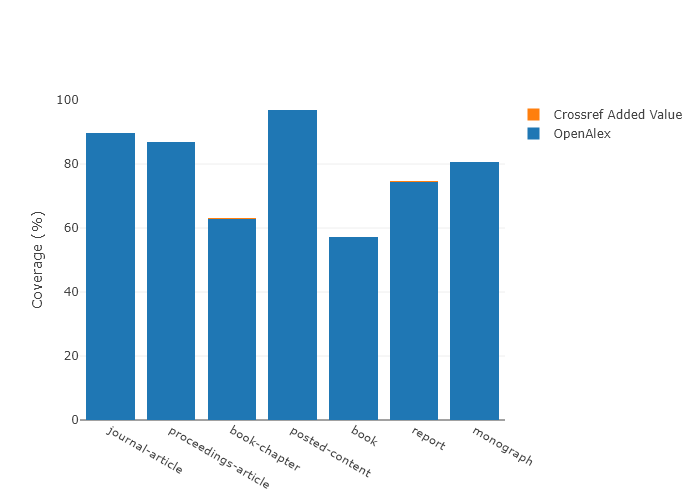 100
80
60
40
20
0
Coverage (%)
journal-article
proceedings-article
book-chapter
posted-content
book
report
monograph
Crossref Added Value
OpenAlex